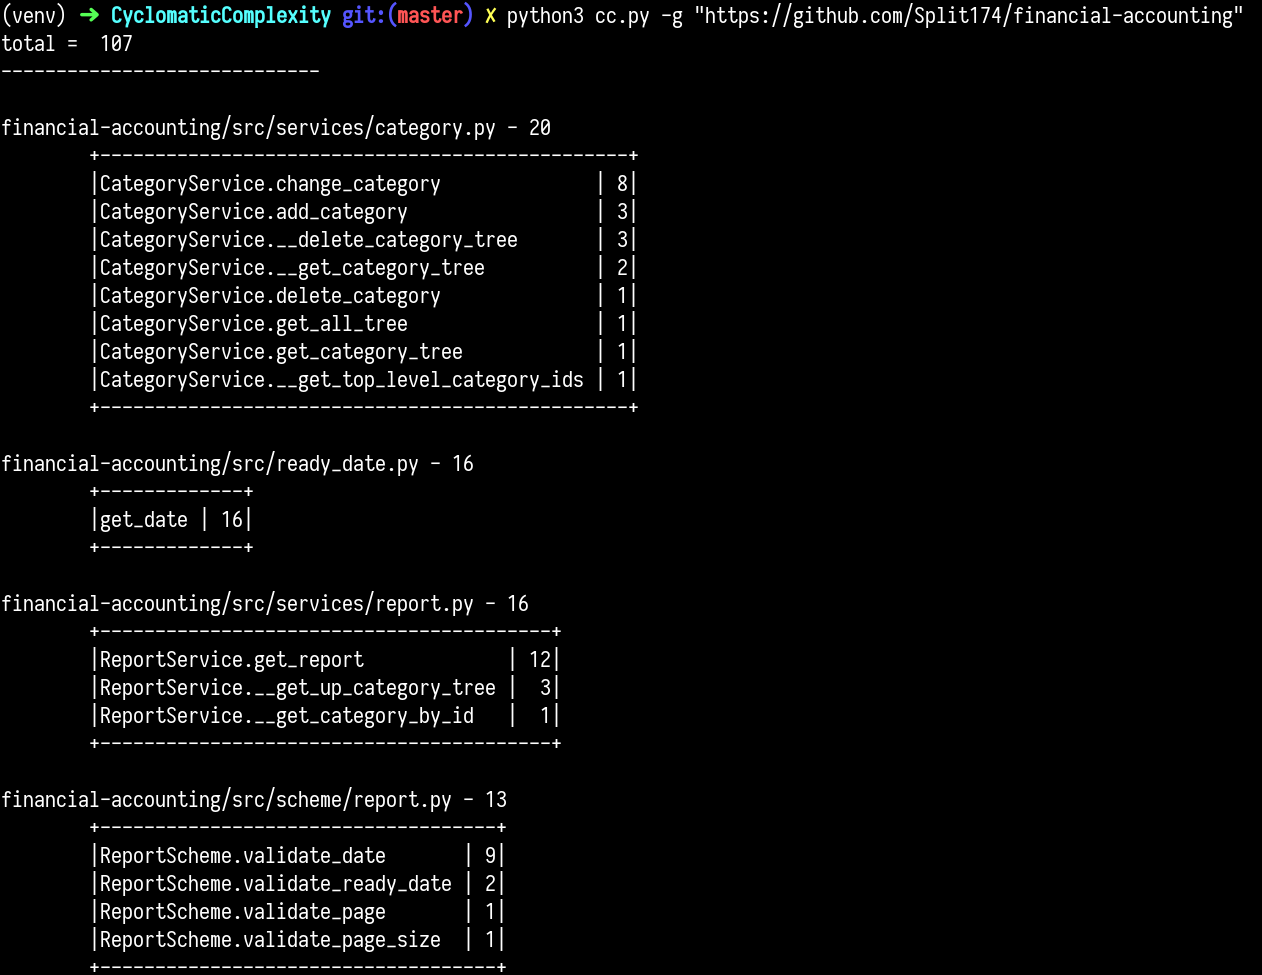 (venv) ➜ CyclomaticComplexity git:(master) ✗ python3 cc.py -g "https://github.com/Split174/financial-accounting"
total =  107
-----------------------------
financial-accounting/src/services/category.py - 20
        +------------------------------------------------+
        |CategoryService.change_category              | 8|
        |CategoryService.add_category                 | 3|
        |CategoryService.__delete_category_tree       | 3|
        |CategoryService.__get_category_tree          | 2|
        |CategoryService.delete_category              | 1|
        |CategoryService.get_all_tree                 | 1|
        |CategoryService.get_category_tree            | 1|
        |CategoryService.__get_top_level_category_ids | 1|
        +------------------------------------------------+
financial-accounting/src/ready_date.py - 16
        +-------------+
        |get_date | 16|
        +-------------+
financial-accounting/src/services/report.py - 16
        +-----------------------------------------+
        |ReportService.get_report             | 12|
        |ReportService.__get_up_category_tree |  3|
        |ReportService.__get_category_by_id   |  1|
        +-----------------------------------------+
financial-accounting/src/scheme/report.py - 13
        +------------------------------------+
        |ReportScheme.validate_date       | 9|
        |ReportScheme.validate_ready_date | 2|
        |ReportScheme.validate_page       | 1|
        |ReportScheme.validate_page_size  | 1|
        +------------------------------------+